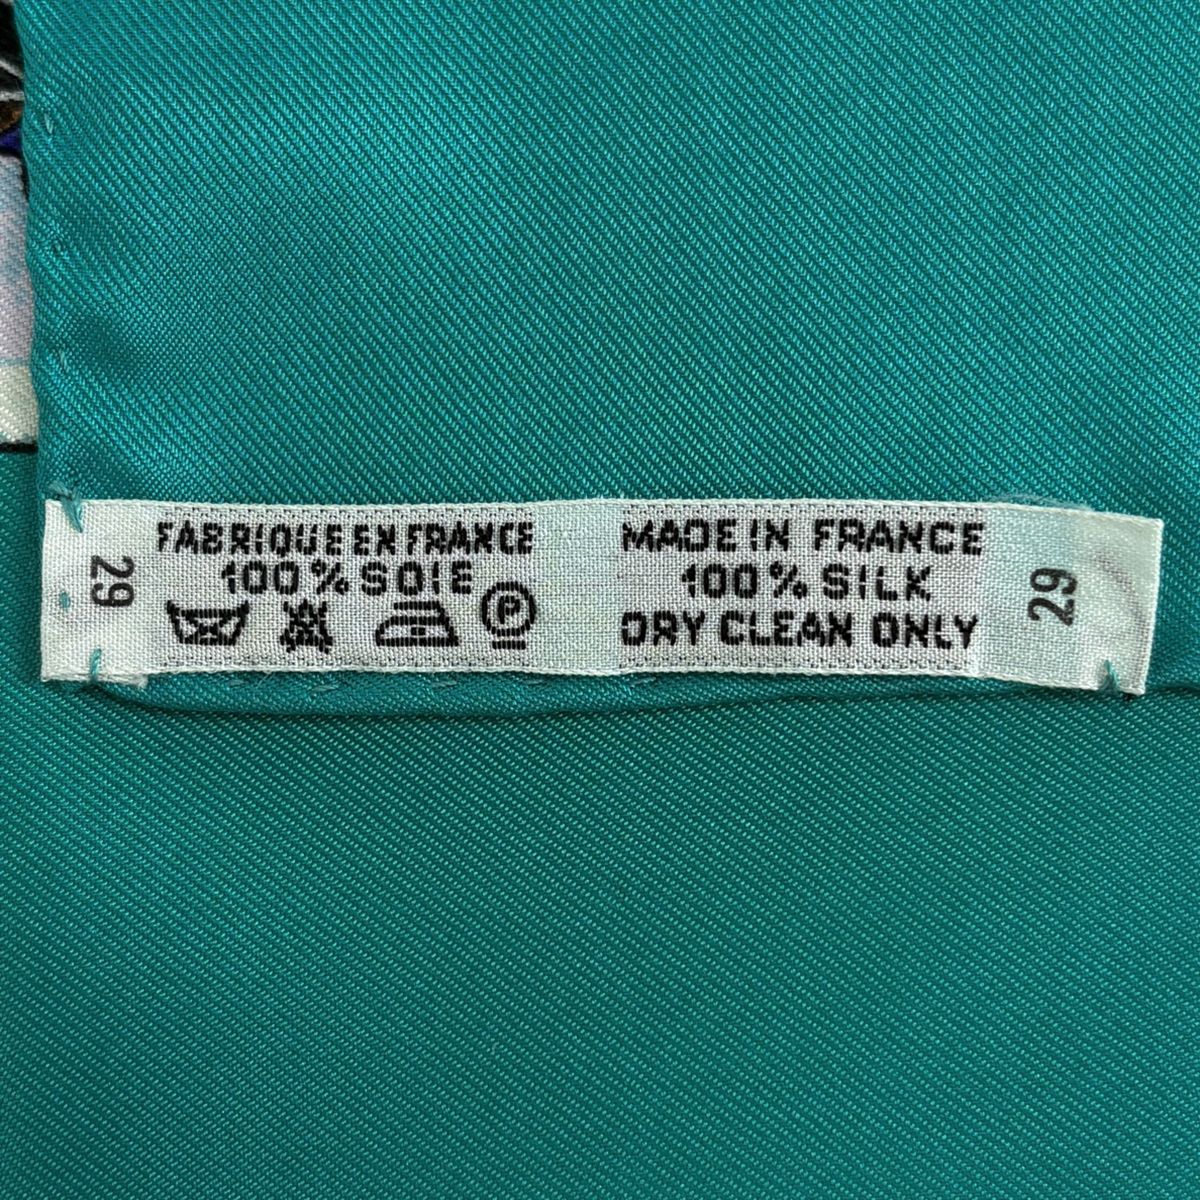 29
FABRIQUE EN FRANCE
100% SOIE
P
MADE IN FRANCE
100% SILK
DRY CLEAN ONLY
29